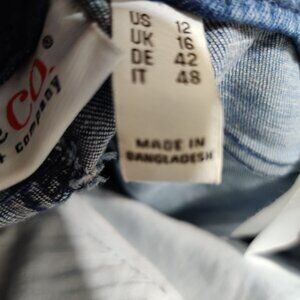 CO.
company
US 12
UK 16
DE 42
IT 48
MADE IN
BANGLADESH